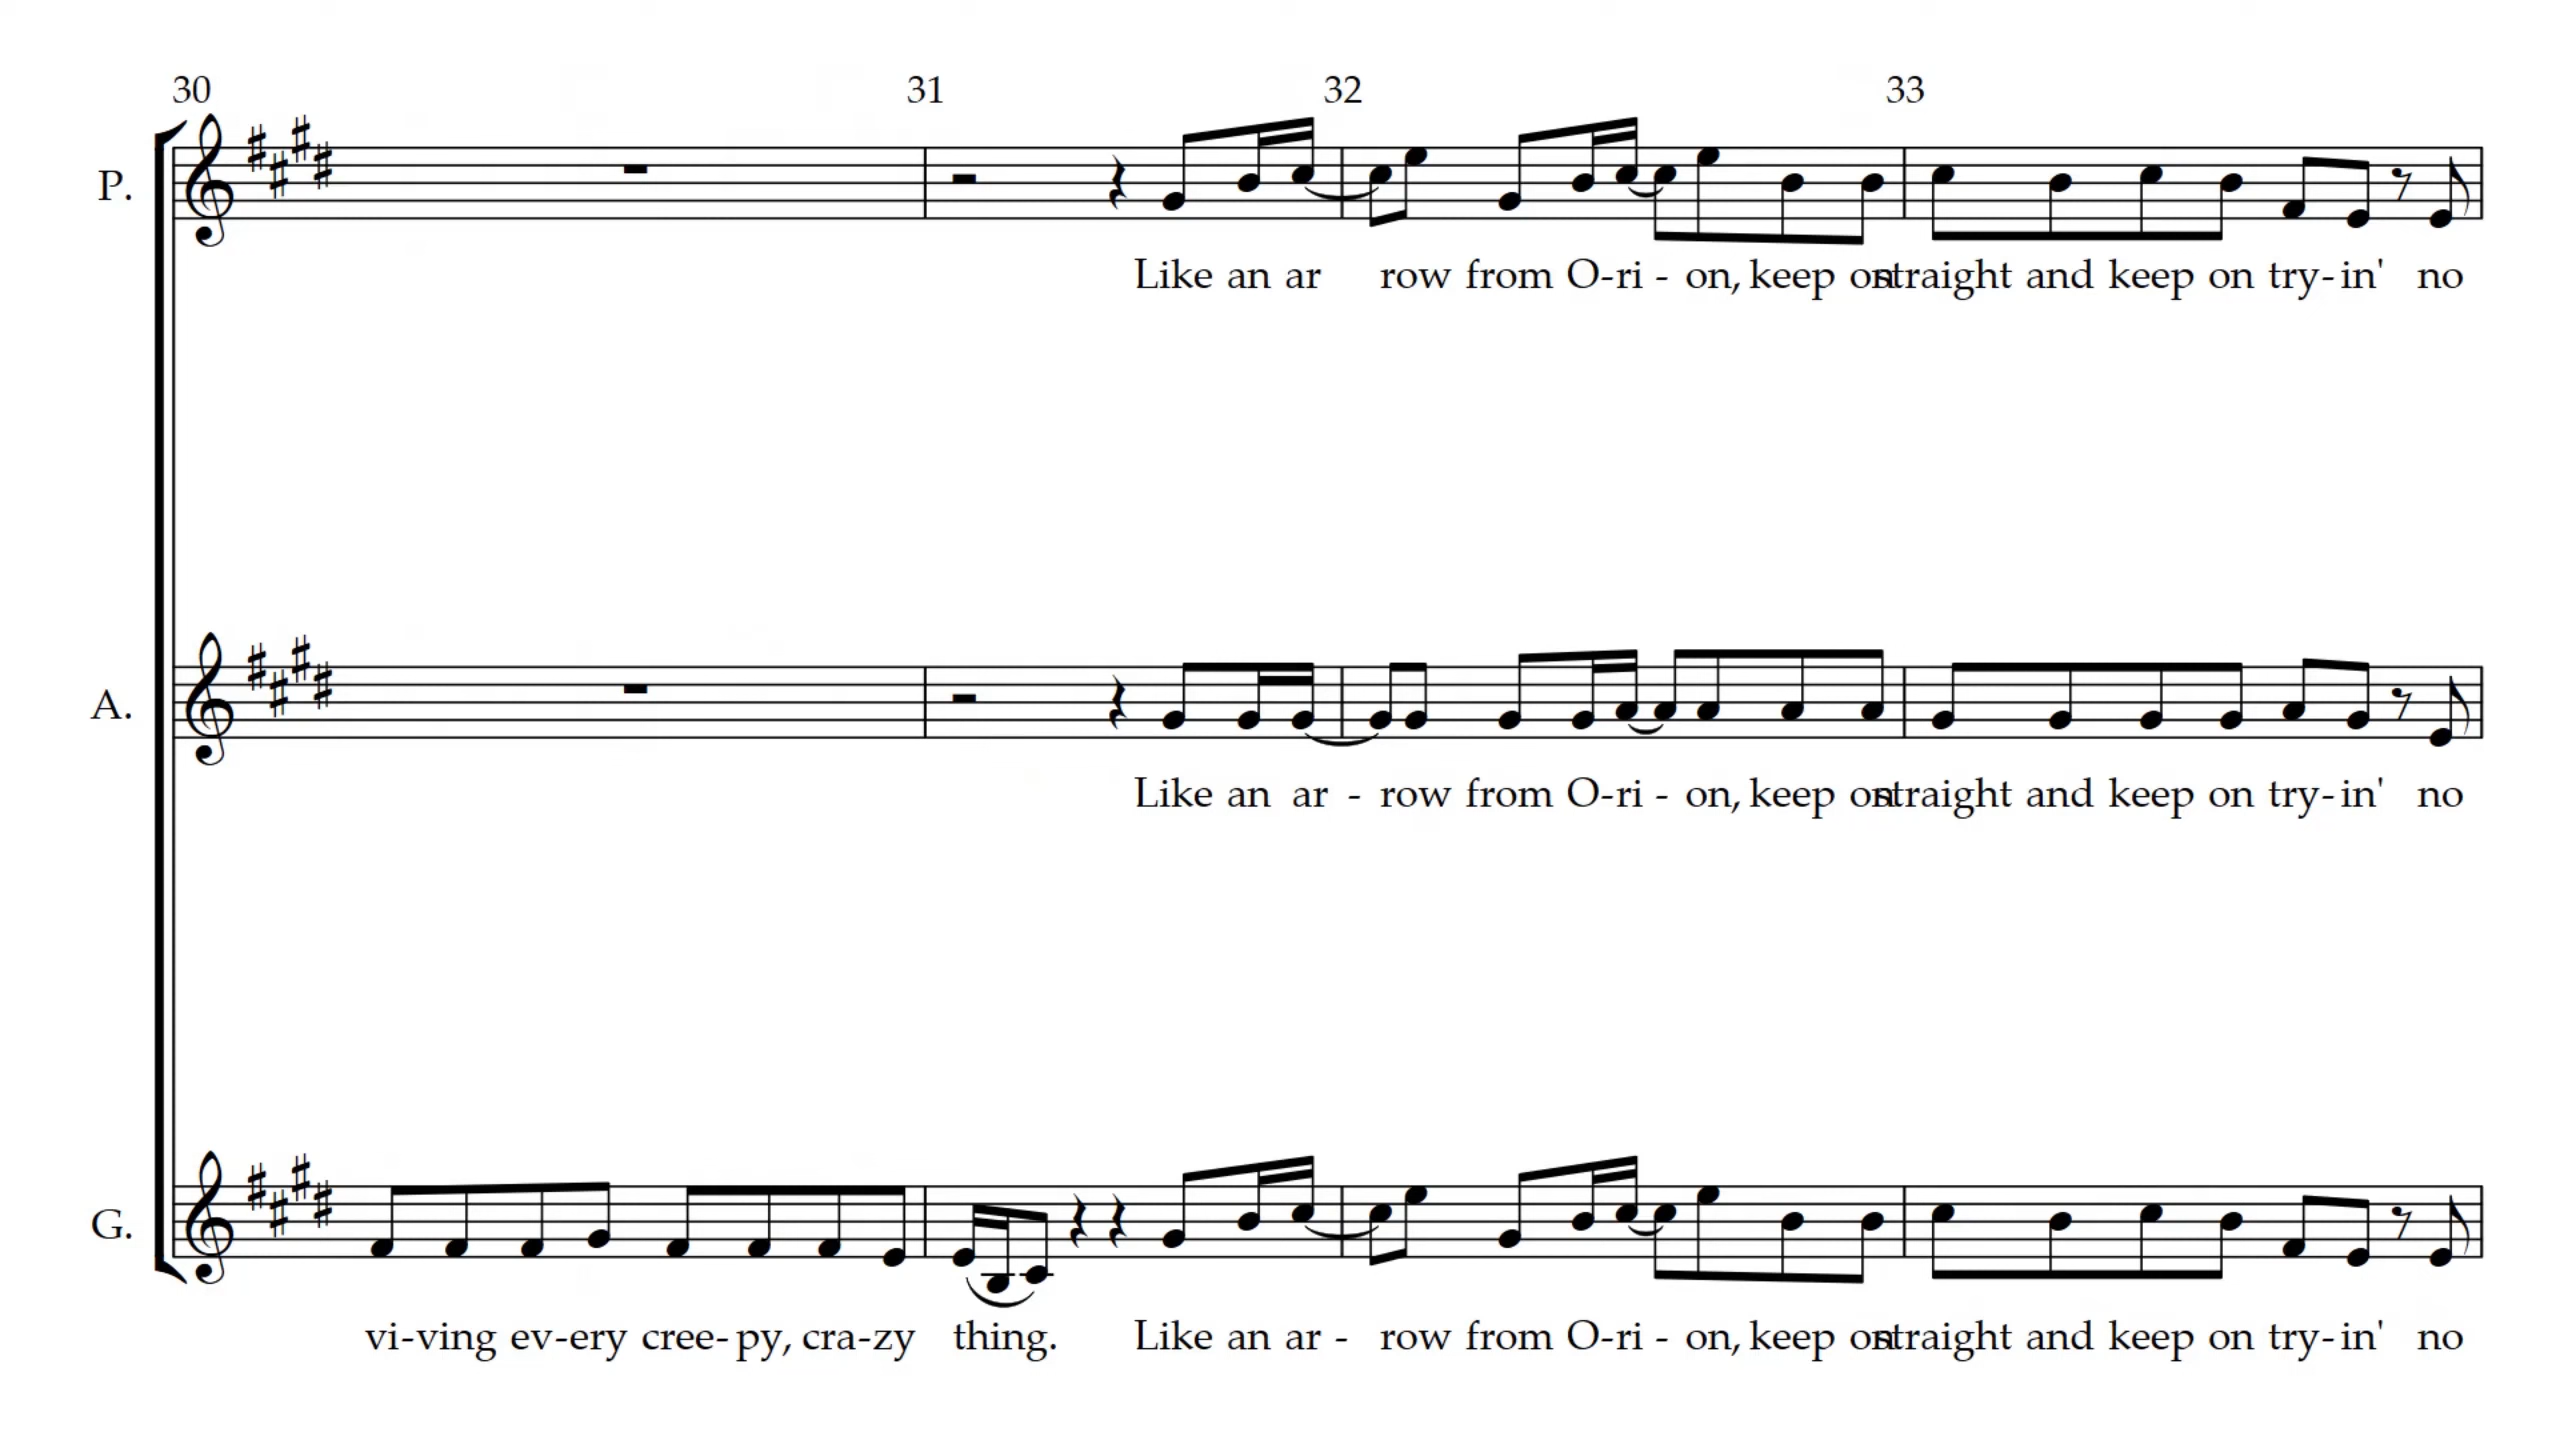 30 31 32 33
P.
Like an ar row from O-ri - on, keep on straight and keep on try-in' no
A.
Like an ar - row from O-ri - on, keep on straight and keep on try-in' no
G.
vi-ving ev-ery cree-py, cra-zy thing. Like an ar - row from O-ri - on, keep on straight and keep on try-in' no